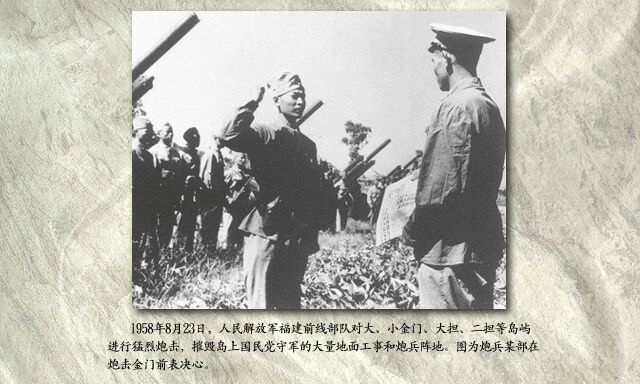 1958年8月23日，人民解放军福建前线部队对大、小金门、大担、二担等岛屿
进行猛烈炮击，摧毁岛上国民党守军的大量地面工事和炮兵阵地。图为炮兵某部在
炮击金门前表决心。